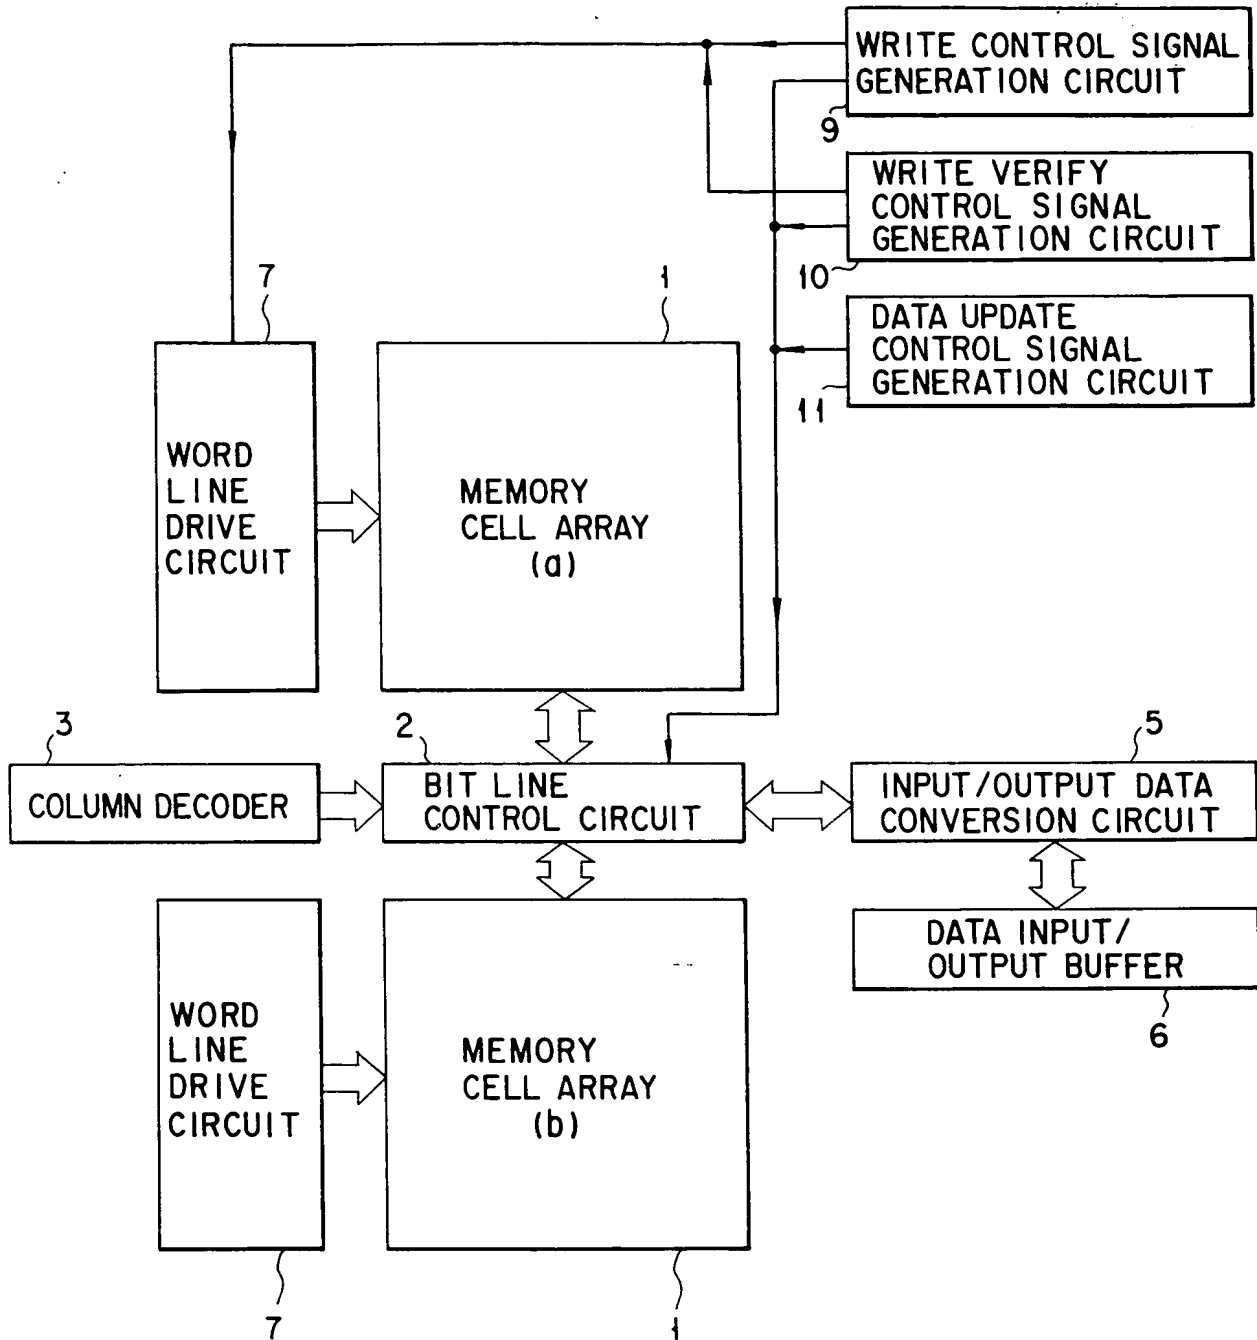 WRITE CONTROL SIGNAL
GENERATION CIRCUIT
9
WRITE VERIFY
CONTROL SIGNAL
GENERATION CIRCUIT
10
DATA UPDATE
CONTROL SIGNAL
GENERATION CIRCUIT
11
7
1
WORD
LINE
DRIVE
CIRCUIT
MEMORY
CELL ARRAY
(a)
3
COLUMN DECODER
2
BIT LINE
CONTROL CIRCUIT
5
INPUT/OUTPUT DATA
CONVERSION CIRCUIT
DATA INPUT/
OUTPUT BUFFER
6
WORD
LINE
DRIVE
CIRCUIT
MEMORY
CELL ARRAY
(b)
7
1